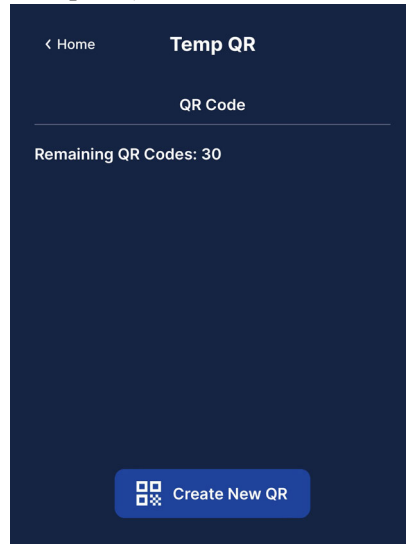 Home
Temp QR
QR Code
Remaining QR Codes: 30
Create New QR